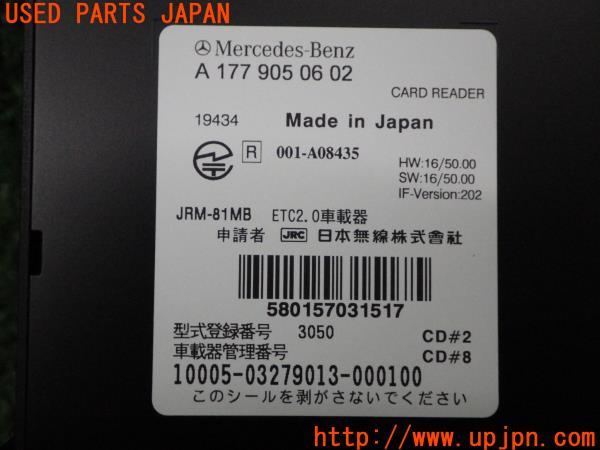 USED PARTS JAPAN
Mercedes-Benz
A 177 905 06 02
CARD READER
19434 Made in Japan
R 001-A08435
HW:16/50.00
SW:16/50.00
IF-Version:202
JRM-81MB ETC2.0車載器
申請者 JRC 日本無線株式會社
580157031517
型式登録番号 3050 CD#2
車載器管理番号 CD#8
10005-03279013-000100
このシールを剥がさないでください
http://www.upjpn.com